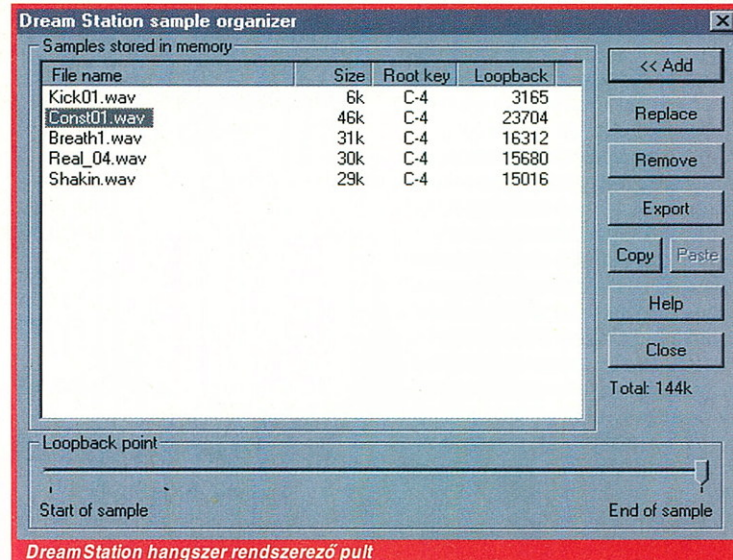 Dream Station sample organizer
Samples stored in memory
File name Size Root key Loopback
Kick01.wav 6k C-4 3165
Const01.wav 46k C-4 23704
Breath1.wav 31k C-4 16312
Real_04.wav 30k C-4 15680
Shakin.wav 29k C-4 15016
<< Add
Replace
Remove
Export
Copy Paste
Help
Close
Total: 144k
Loopback point
Start of sample End of sample
DreamStation hangszer rendszerező pult